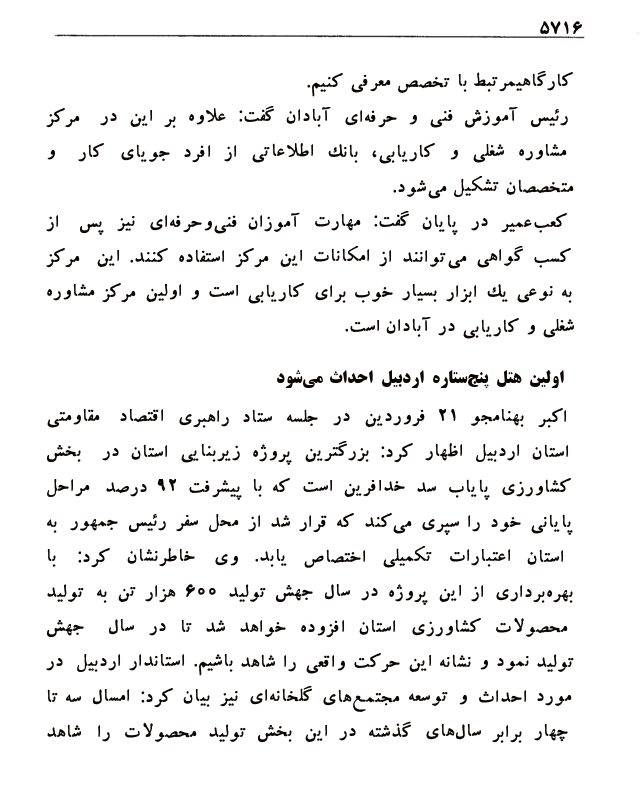 ۵۷۱۶
کارگاهیمرتبط با تخصص معرفی کنیم.
رئیس آموزش فنی و حرفه‌ای آبادان گفت: علاوه بر این در مرکز
مشاوره شغلی و کاریابی، بانك اطلاعاتی از افرد جویای کار و
متخصصان تشکیل می‌شود.
کعب‌عمیر در پایان گفت: مهارت آموزان فنی‌وحرفه‌ای نیز پس از
کسب گواهی می‌توانند از امکانات این مرکز استفاده کنند. این مرکز
به نوعی یك ابزار بسیار خوب برای کاریابی است و اولین مرکز مشاوره
شغلی و کاریابی در آبادان است.
اولین هتل پنج‌ستاره اردبیل احداث می‌شود
اکبر بهنامجو ۲۱ فروردین در جلسه ستاد راهبری اقتصاد مقاومتی
استان اردبیل اظهار کرد: بزرگترین پروژه زیربنایی استان در بخش
کشاورزی پایاب سد خدافرین است که با پیشرفت ۹۲ درصد مراحل
پایانی خود را سپری می‌کند که قرار شد از محل سفر رئیس جمهور به
استان اعتبارات تکمیلی اختصاص یابد. وی خاطرنشان کرد: با
بهره‌برداری از این پروژه در سال جهش تولید ۶۰۰ هزار تن به تولید
محصولات کشاورزی استان افزوده خواهد شد تا در سال جهش
تولید نمود و نشانه این حرکت واقعی را شاهد باشیم. استاندار اردبیل در
مورد احداث و توسعه مجتمع‌های گلخانه‌ای نیز بیان کرد: امسال سه تا
چهار برابر سال‌های گذشته در این بخش تولید محصولات را شاهد